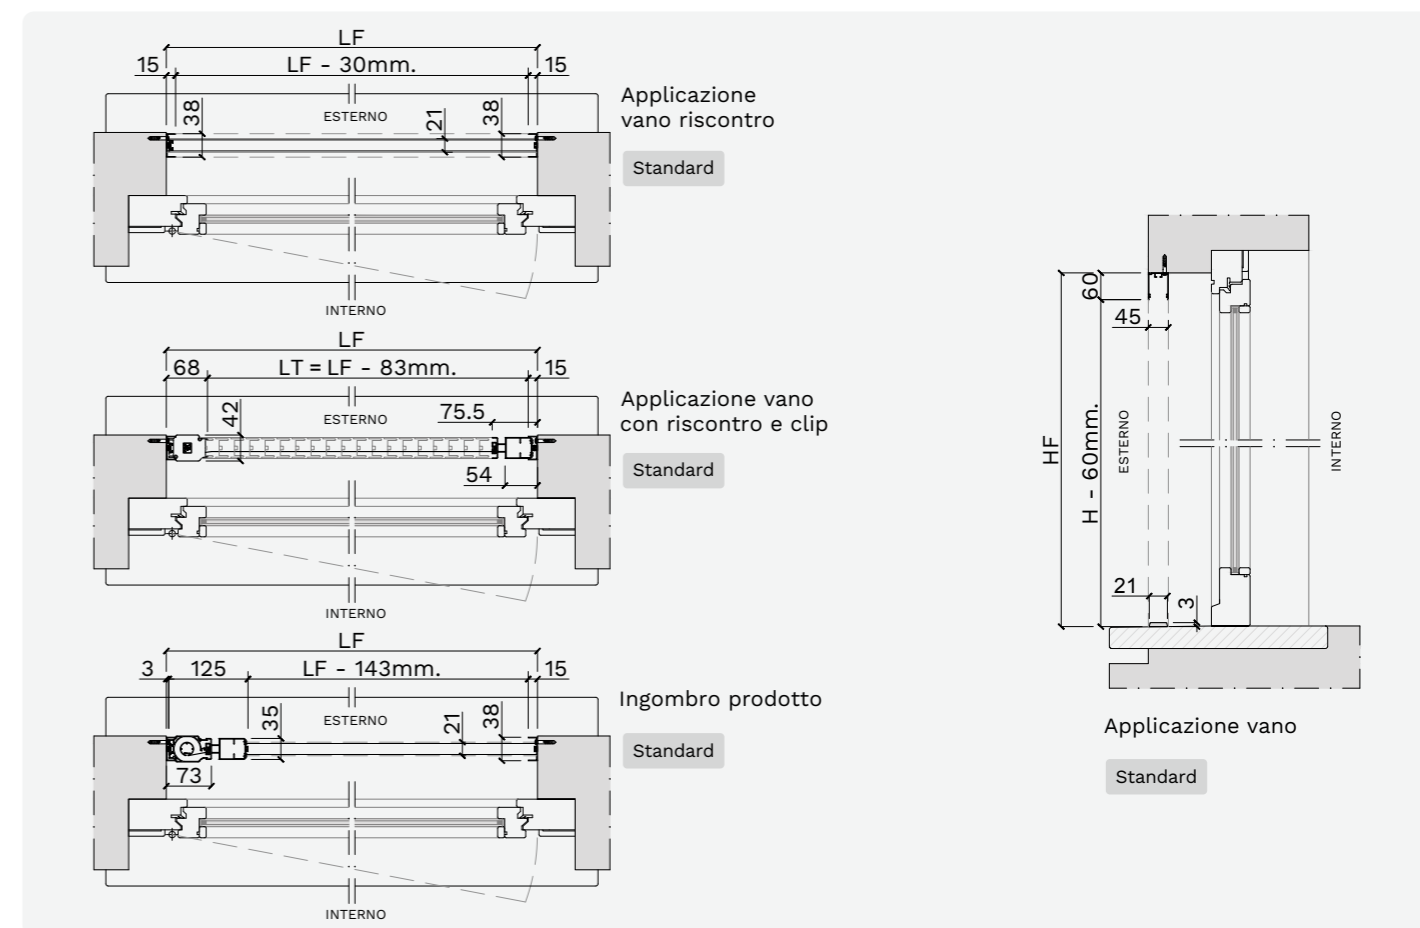 LF
15
LF - 30mm.
15
38
ESTERNO
21
38
INTERNO
Applicazione
vano riscontro
Standard
LF
68
LT = LF - 83mm.
15
42
ESTERNO
75.5
54
INTERNO
Applicazione vano
con riscontro e clip
Standard
LF
3
125
LF - 143mm.
15
35
ESTERNO
21
38
73
INTERNO
Ingombro prodotto
Standard
60
45
HF
H - 60mm.
ESTERNO
INTERNO
21
3
Applicazione vano
Standard